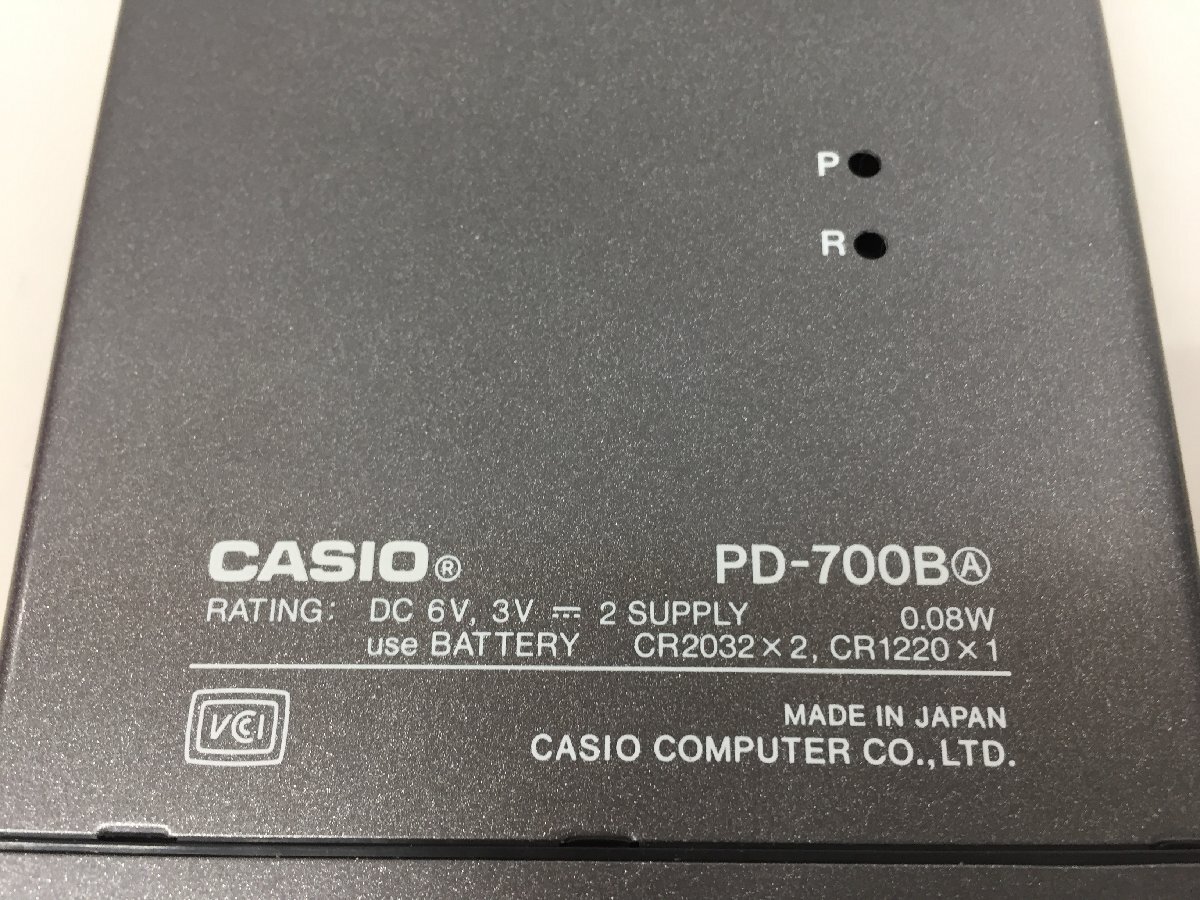 P
R
CASIO® PD-700BⒶ
RATING: DC 6V, 3V ⎓ 2 SUPPLY 0.08W
use BATTERY CR2032×2, CR1220×1
VCCI
MADE IN JAPAN
CASIO COMPUTER CO.,LTD.